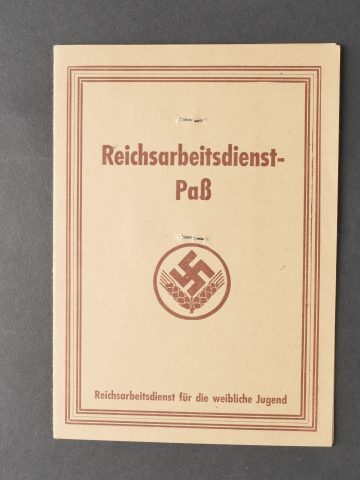 Reichsarbeitsdienst-
Paß
Reichsarbeitsdienst für die weibliche Jugend